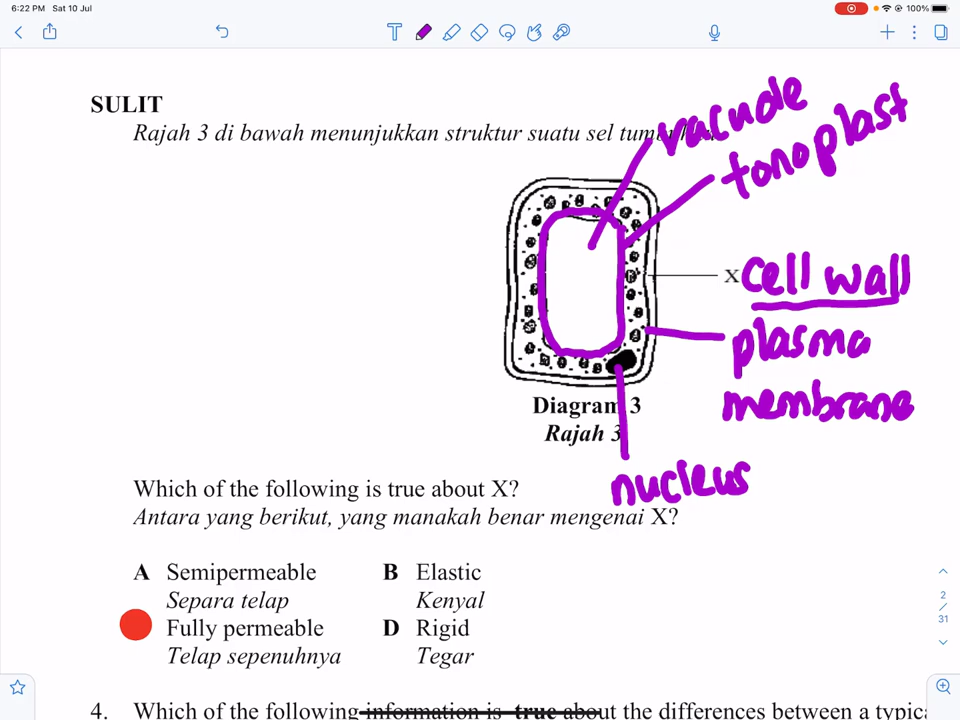 6:22 PM Sat 10 Jul
100%
SULIT
Rajah 3 di bawah menunjukkan struktur suatu sel
vacuole
tonoplast
X
cell wall
plasma
membrane
Diagram 3
Rajah 3
nucleus
Which of the following is true about X?
Antara yang berikut, yang manakah benar mengenai X?
A Semipermeable B Elastic
Separa telap Kenyal
Fully permeable D Rigid
Telap sepenuhnya Tegar
2
/
31
4. Which of the following information is true about the differences between a